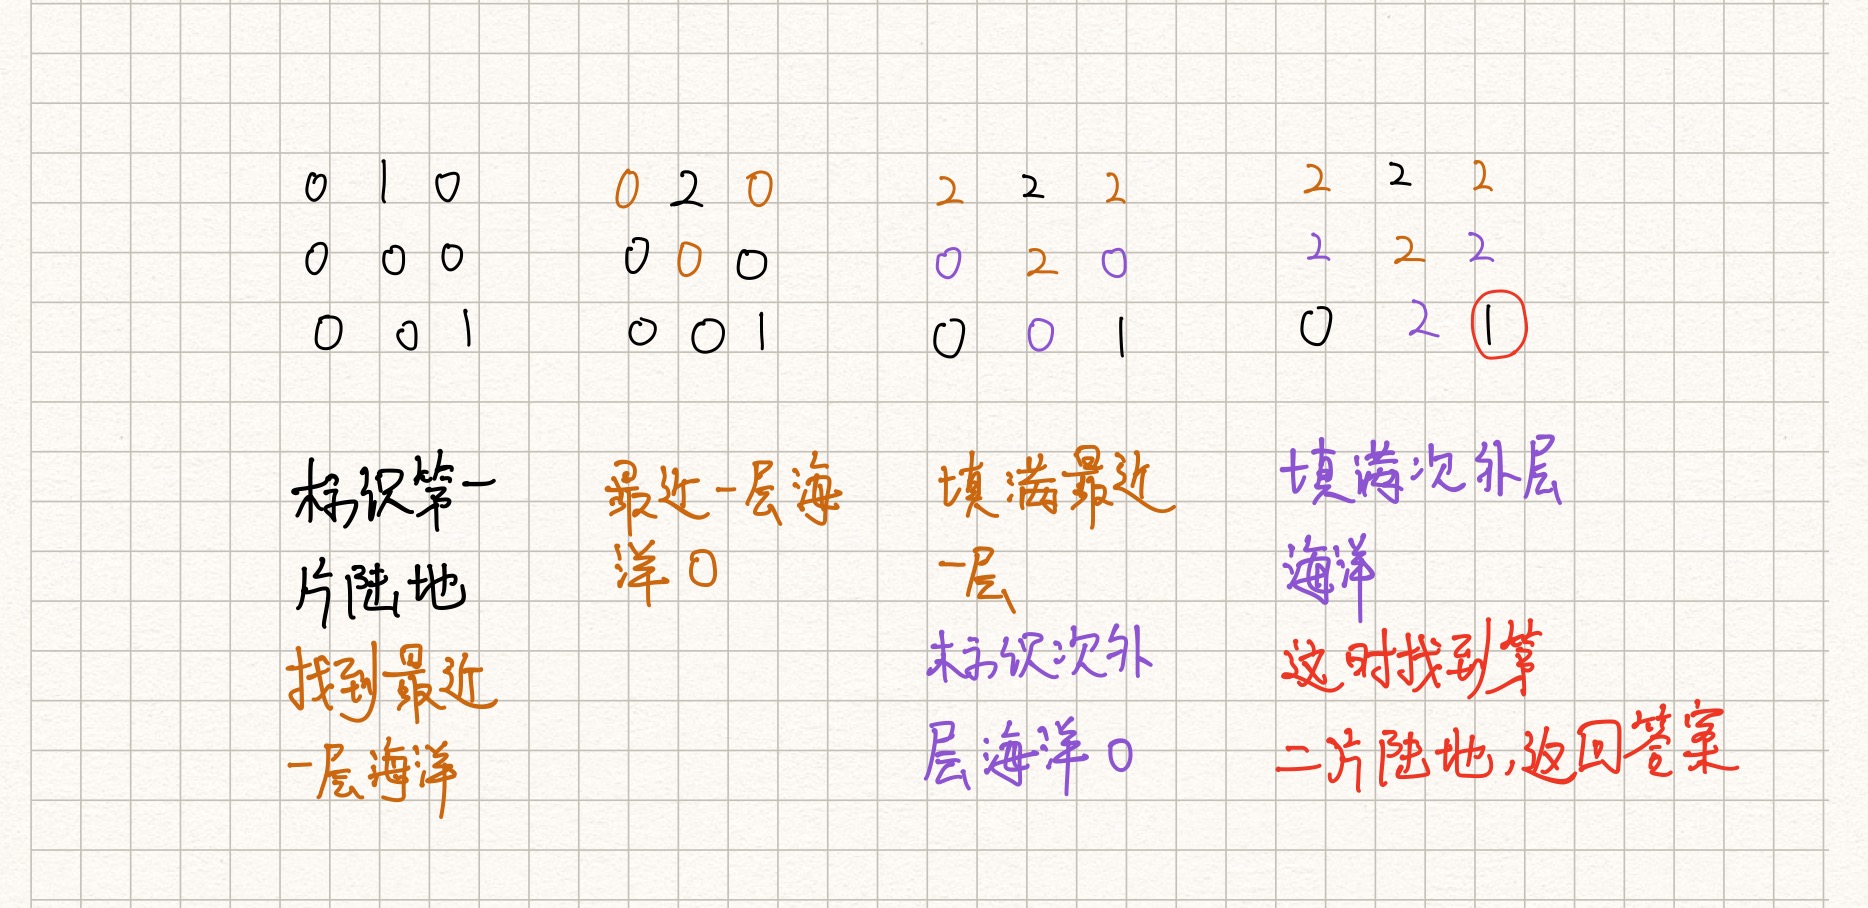 0 1 0
0 0 0
0 0 1
标识第一
片陆地
找到最近
一层海洋
0 2 0
0 0 0
0 0 1
最近一层海
洋0
2 2 2
0 2 0
0 0 1
填满最近
一层
标识次外
层海洋0
2 2 2
2 2 2
0 2 1
填满次外层
海洋
这时找到第
二片陆地,返回答案